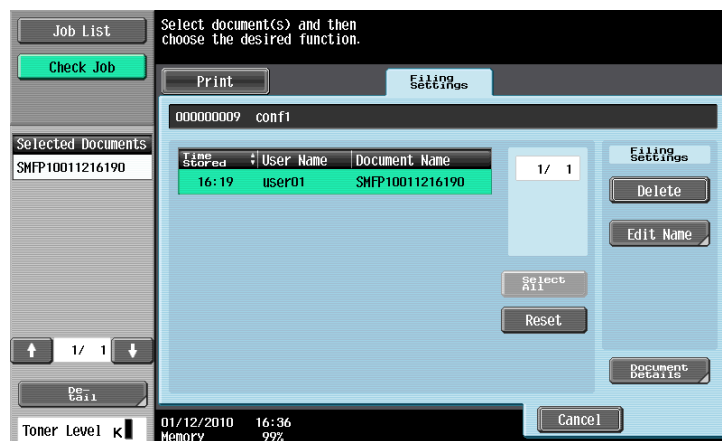 Job List
Check Job
Selected Documents
SMFP10011216190
1/ 1
De-
tail
Toner Level K
Select document(s) and then
choose the desired function.
Print
Filing
Settings
000000009 conf1
Time
Stored User Name Document Name
16:19 user01 SMFP10011216190
1/ 1
Select
All
Reset
Filing
Settings
Delete
Edit Name
Document
Details
01/12/2010 16:36
Memory 99%
Cancel